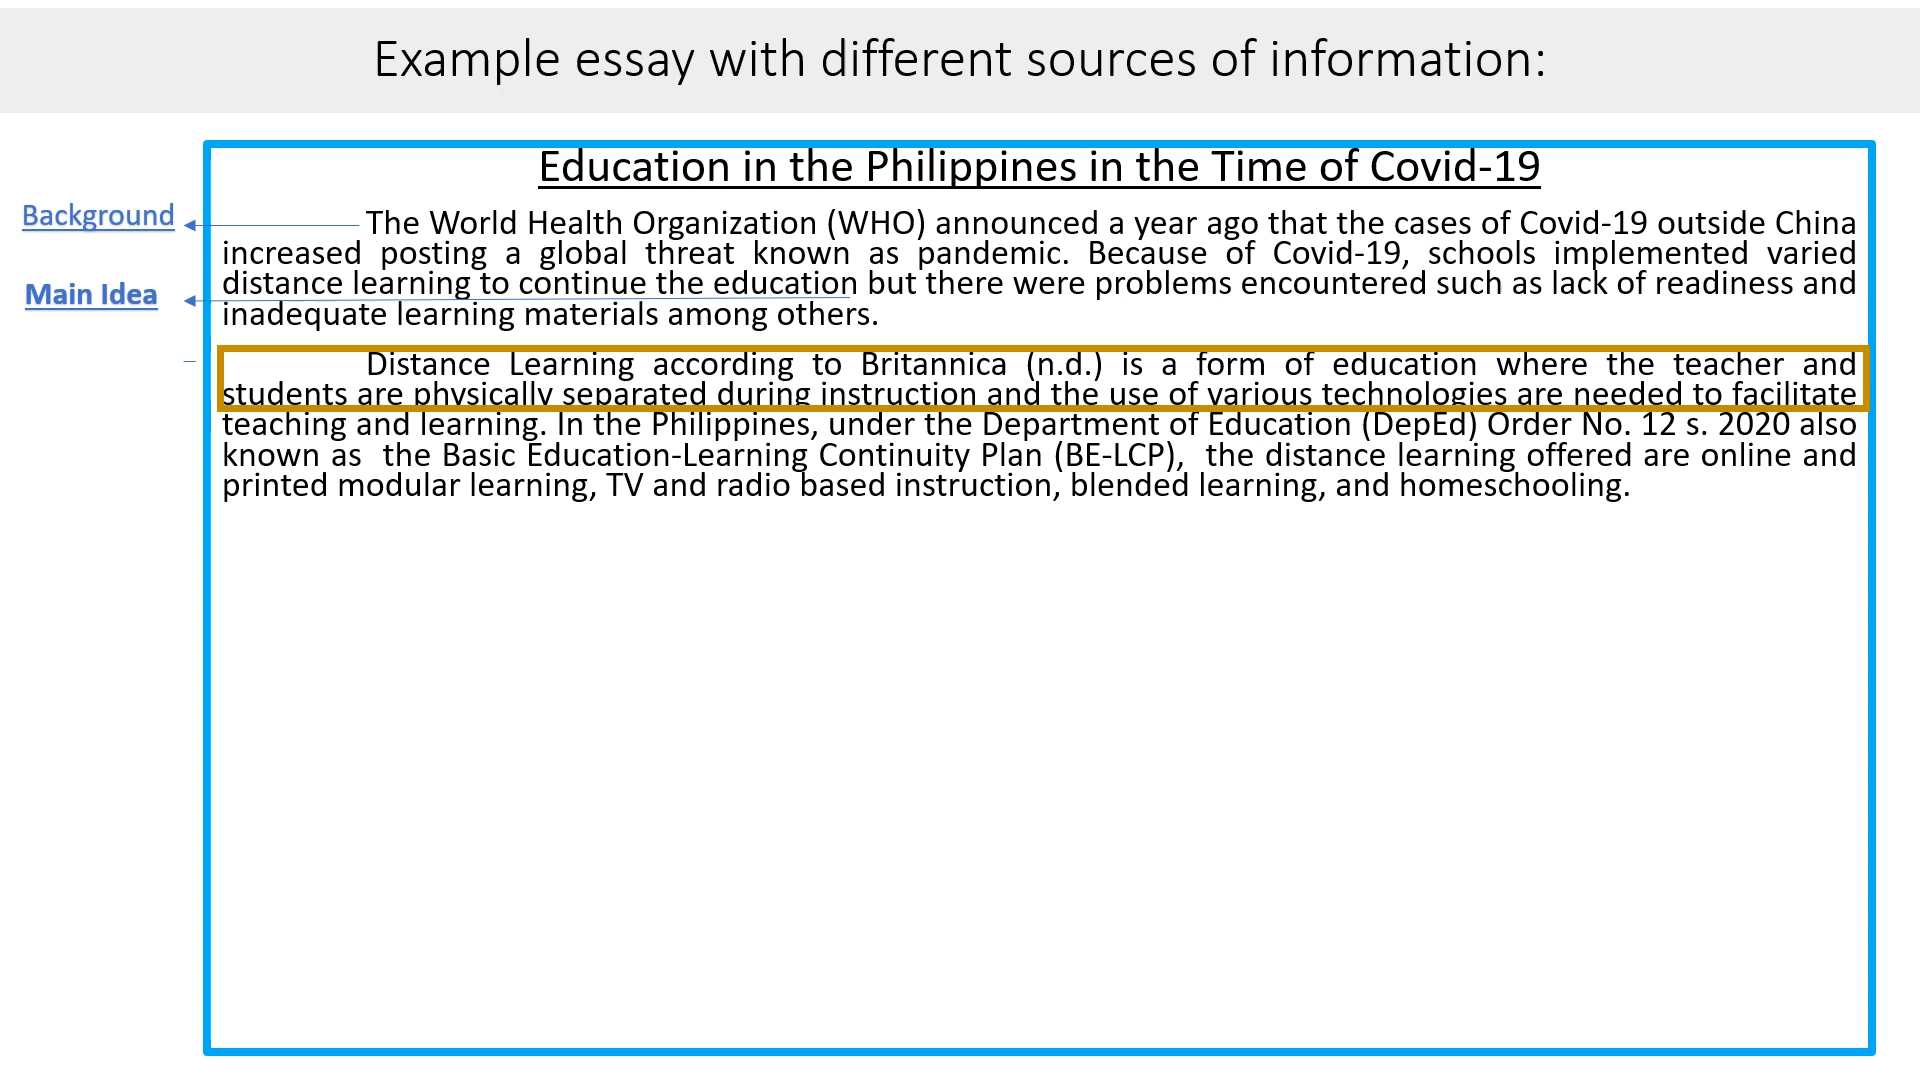 Example essay with different sources of information:
Education in the Philippines in the Time of Covid-19
Background
The World Health Organization (WHO) announced a year ago that the cases of Covid-19 outside China
increased posting a global threat known as pandemic. Because of Covid-19, schools implemented varied
Main Idea
distance learning to continue the education but there were problems encountered such as lack of readiness and
inadequate learning materials among others.
Distance Learning according to Britannica (n.d.) is a form of education where the teacher and
students are physically separated during instruction and the use of various technologies are needed to facilitate
teaching and learning. In the Philippines, under the Department of Education (DepEd) Order No. 12 s. 2020 also
known as the Basic Education-Learning Continuity Plan (BE-LCP), the distance learning offered are online and
printed modular learning, TV and radio based instruction, blended learning, and homeschooling.